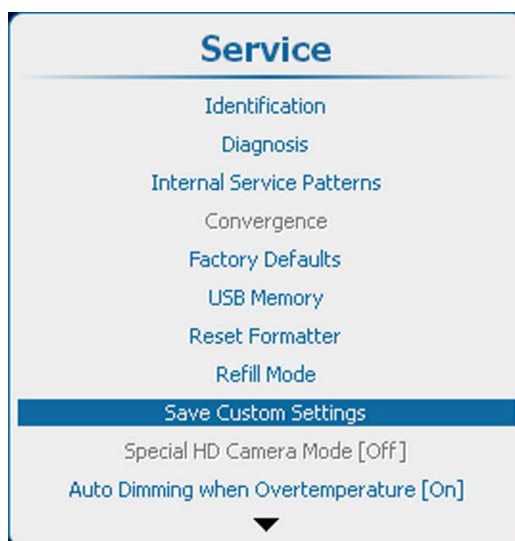 Service
Identification
Diagnosis
Internal Service Patterns
Convergence
Factory Defaults
USB Memory
Reset Formatter
Refill Mode
Save Custom Settings
Special HD Camera Mode [Off]
Auto Dimming when Overtemperature [On]